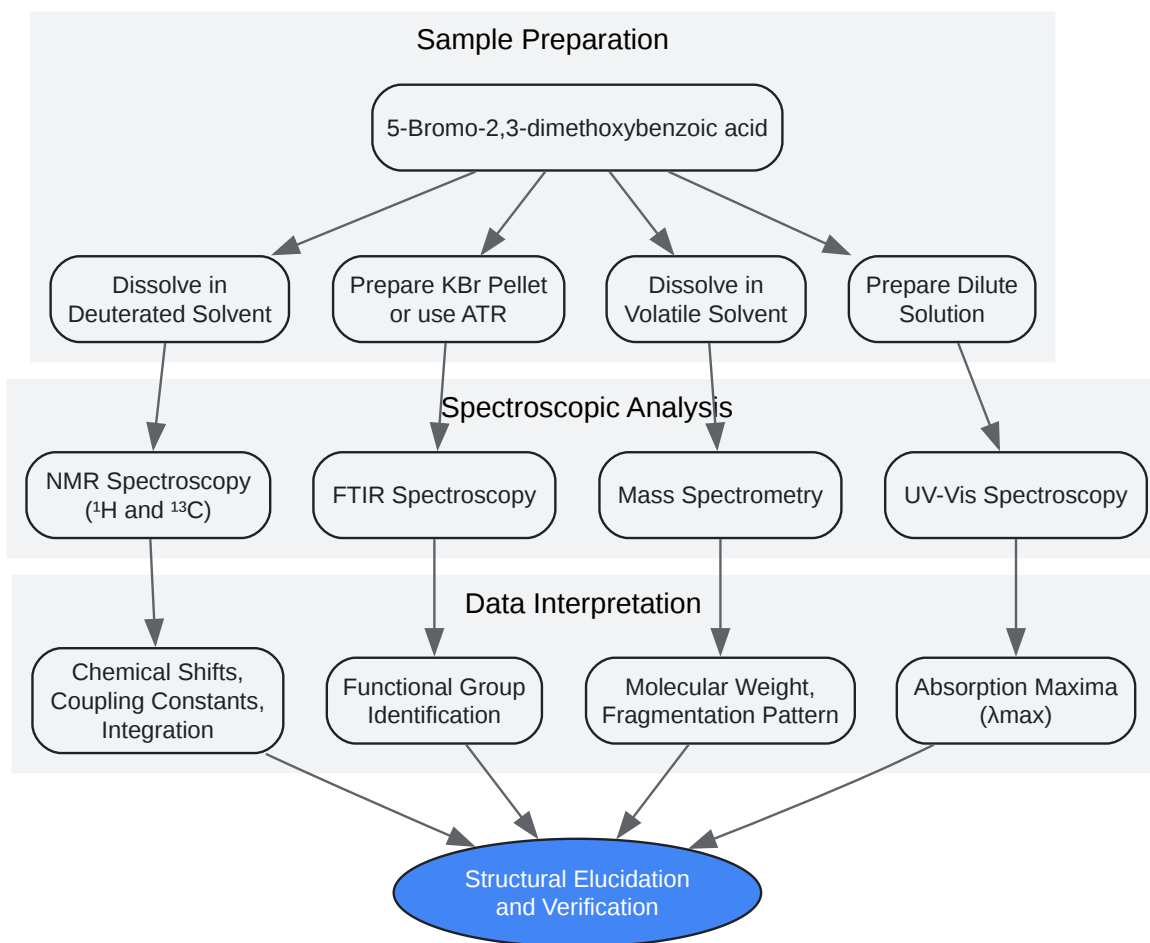 Sample Preparation
5-Bromo-2,3-dimethoxybenzoic acid
Dissolve in
Deuterated Solvent
Prepare KBr Pellet
or use ATR
Dissolve in
Volatile Solvent
Prepare Dilute
Solution
Spectroscopic Analysis
NMR Spectroscopy
(¹H and ¹³C)
FTIR Spectroscopy
Mass Spectrometry
UV-Vis Spectroscopy
Data Interpretation
Chemical Shifts,
Coupling Constants,
Integration
Functional Group
Identification
Molecular Weight,
Fragmentation Pattern
Absorption Maxima
(λmax)
Structural Elucidation
and Verification